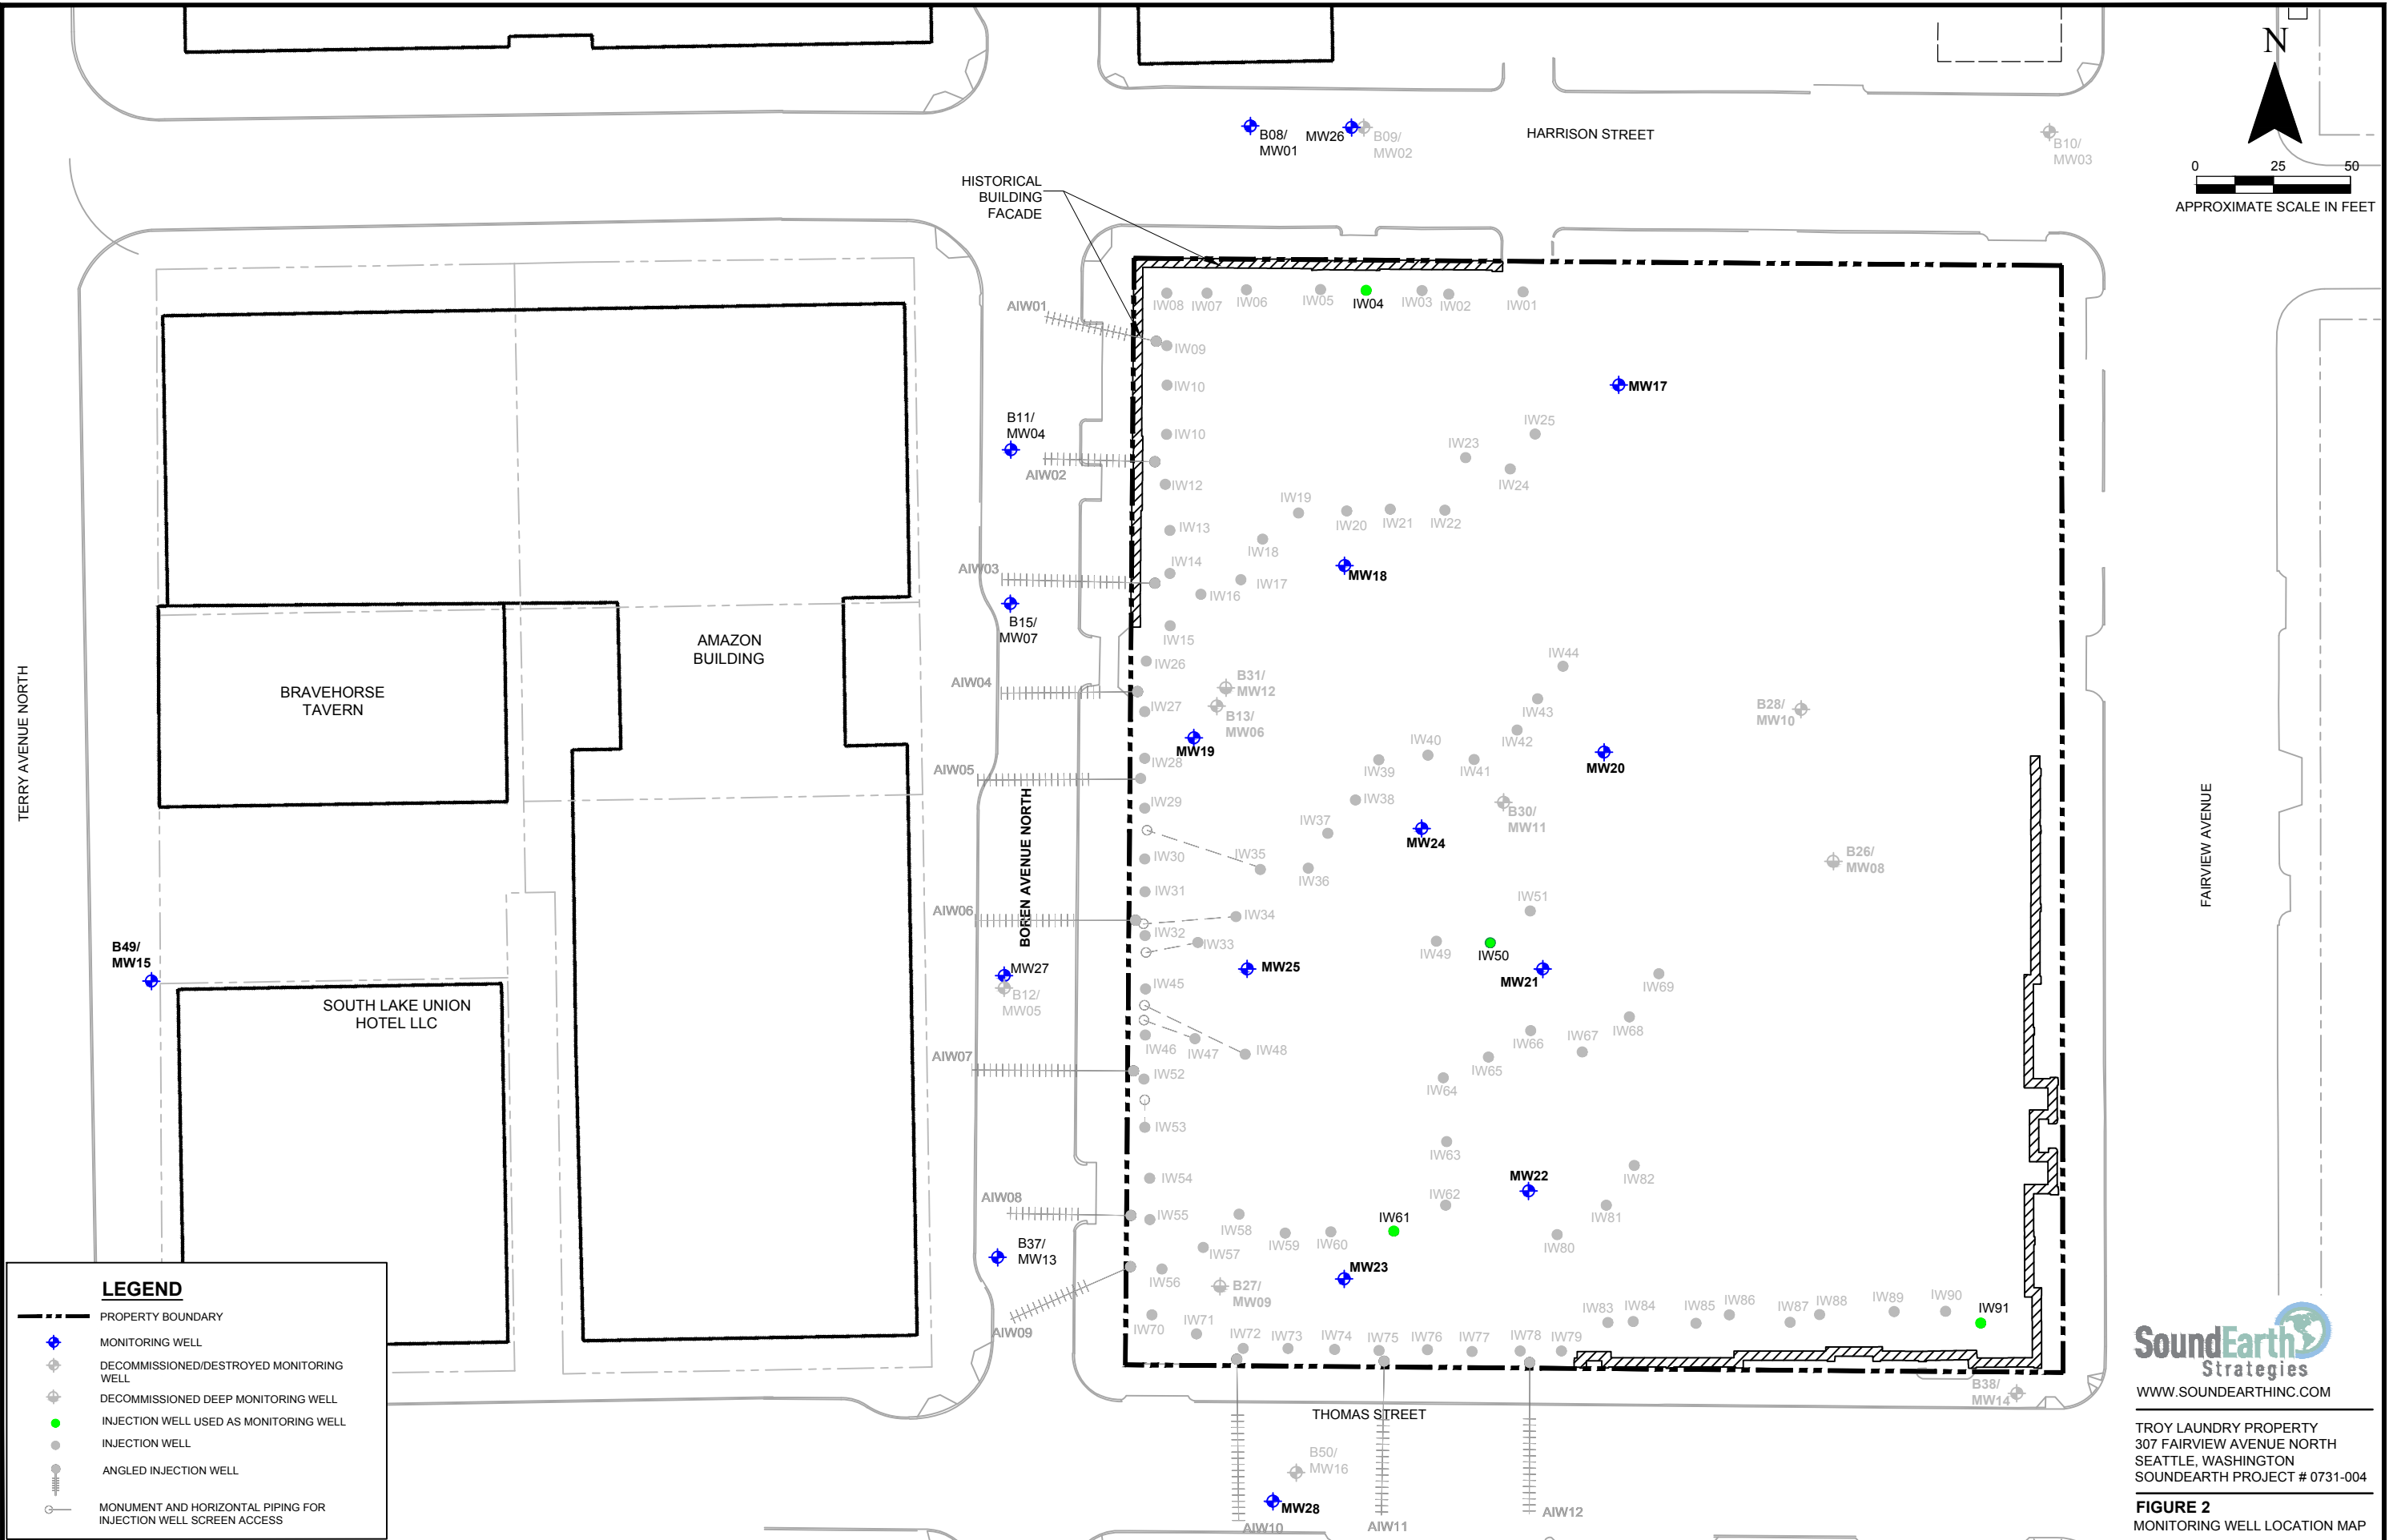 N
0 25 50
APPROXIMATE SCALE IN FEET
B08/
MW01
MW26
B09/
MW02
HARRISON STREET
B10/
MW03
HISTORICAL
BUILDING
FACADE
AIW01
IW08
IW07
IW06
IW05
IW04
IW03
IW02
IW01
IW09
IW10
MW17
B11/
MW04
IW10
AIW02
IW25
IW23
IW24
IW12
IW19
IW20
IW21
IW22
IW13
IW18
AIW03
IW14
IW17
MW18
IW16
B15/
MW07
IW15
AMAZON
BUILDING
BRAVEHORSE
TAVERN
TERRY AVENUE NORTH
IW26
IW44
AIW04
B31/
MW12
IW27
B13/
MW06
IW43
B28/
MW10
MW19
IW42
IW40
IW28
IW39
IW41
MW20
AIW05
IW29
IW38
B30/
MW11
IW37
MW24
BOREN AVENUE NORTH
FAIRVIEW AVENUE
IW30
IW35
IW36
B26/
MW08
IW31
IW51
AIW06
IW34
IW32
IW33
IW49
IW50
B49/
MW15
MW27
MW25
MW21
IW69
B12/
MW05
IW45
SOUTH LAKE UNION
HOTEL LLC
IW68
IW46
IW47
IW48
IW66
IW67
AIW07
IW65
IW52
IW64
IW53
IW63
IW54
MW22
IW82
AIW08
IW62
IW55
IW58
IW61
IW81
IW59
IW60
IW80
B37/
MW13
IW57
IW56
MW23
B27/
MW09
AIW09
IW70
IW71
IW72
IW73
IW74
IW75
IW76
IW77
IW78
IW79
IW83
IW84
IW85
IW86
IW87
IW88
IW89
IW90
IW91
B38/
MW14
THOMAS STREET
B50/
MW16
MW28
AIW10
AIW11
AIW12
LEGEND
PROPERTY BOUNDARY
MONITORING WELL
DECOMMISSIONED/DESTROYED MONITORING
WELL
DECOMMISSIONED DEEP MONITORING WELL
INJECTION WELL USED AS MONITORING WELL
INJECTION WELL
ANGLED INJECTION WELL
MONUMENT AND HORIZONTAL PIPING FOR
INJECTION WELL SCREEN ACCESS
SoundEarth
Strategies
WWW.SOUNDEARTHINC.COM
TROY LAUNDRY PROPERTY
307 FAIRVIEW AVENUE NORTH
SEATTLE, WASHINGTON
SOUNDEARTH PROJECT # 0731-004
FIGURE 2
MONITORING WELL LOCATION MAP